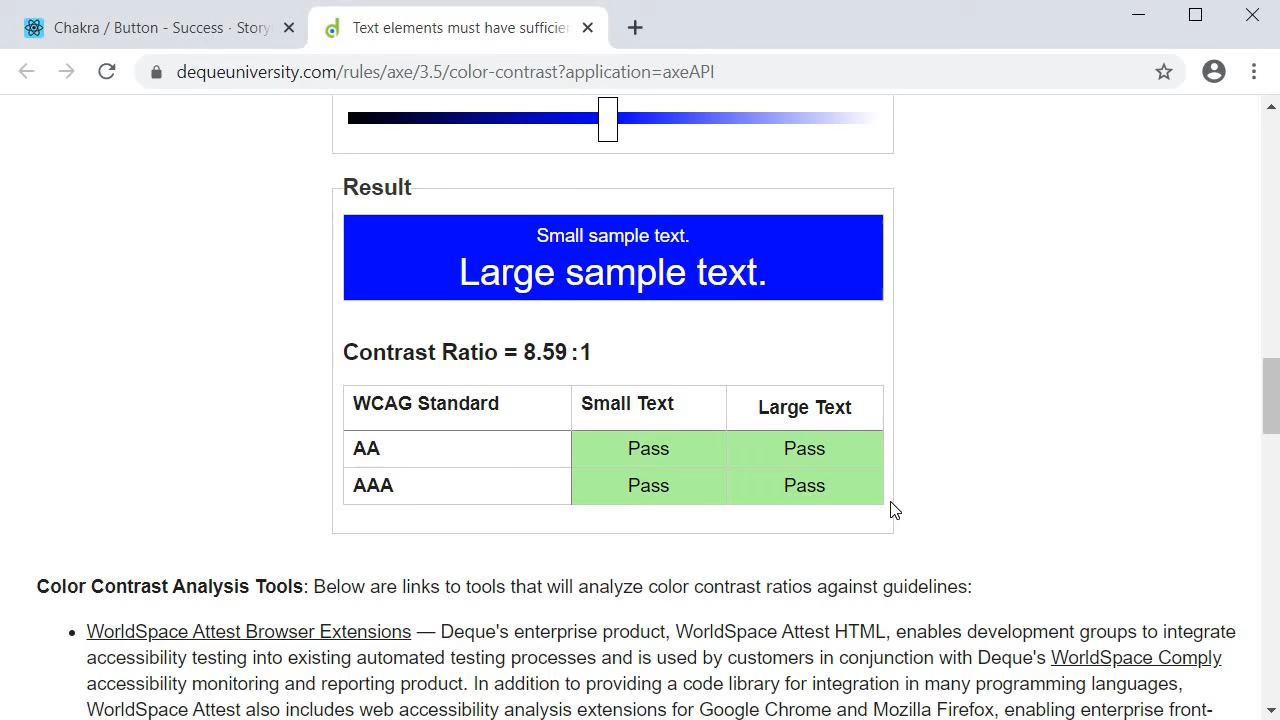 Chakra / Button - Success · Story
Text elements must have sufficien
dequeuniversity.com/rules/axe/3.5/color-contrast?application=axeAPI
Result
Small sample text.
Large sample text.
Contrast Ratio = 8.59:1
WCAG Standard Small Text Large Text
AA Pass Pass
AAA Pass Pass
Color Contrast Analysis Tools: Below are links to tools that will analyze color contrast ratios against guidelines:
• WorldSpace Attest Browser Extensions — Deque's enterprise product, WorldSpace Attest HTML, enables development groups to integrate
accessibility testing into existing automated testing processes and is used by customers in conjunction with Deque's WorldSpace Comply
accessibility monitoring and reporting product. In addition to providing a code library for integration in many programming languages,
WorldSpace Attest also includes web accessibility analysis extensions for Google Chrome and Mozilla Firefox, enabling enterprise front-